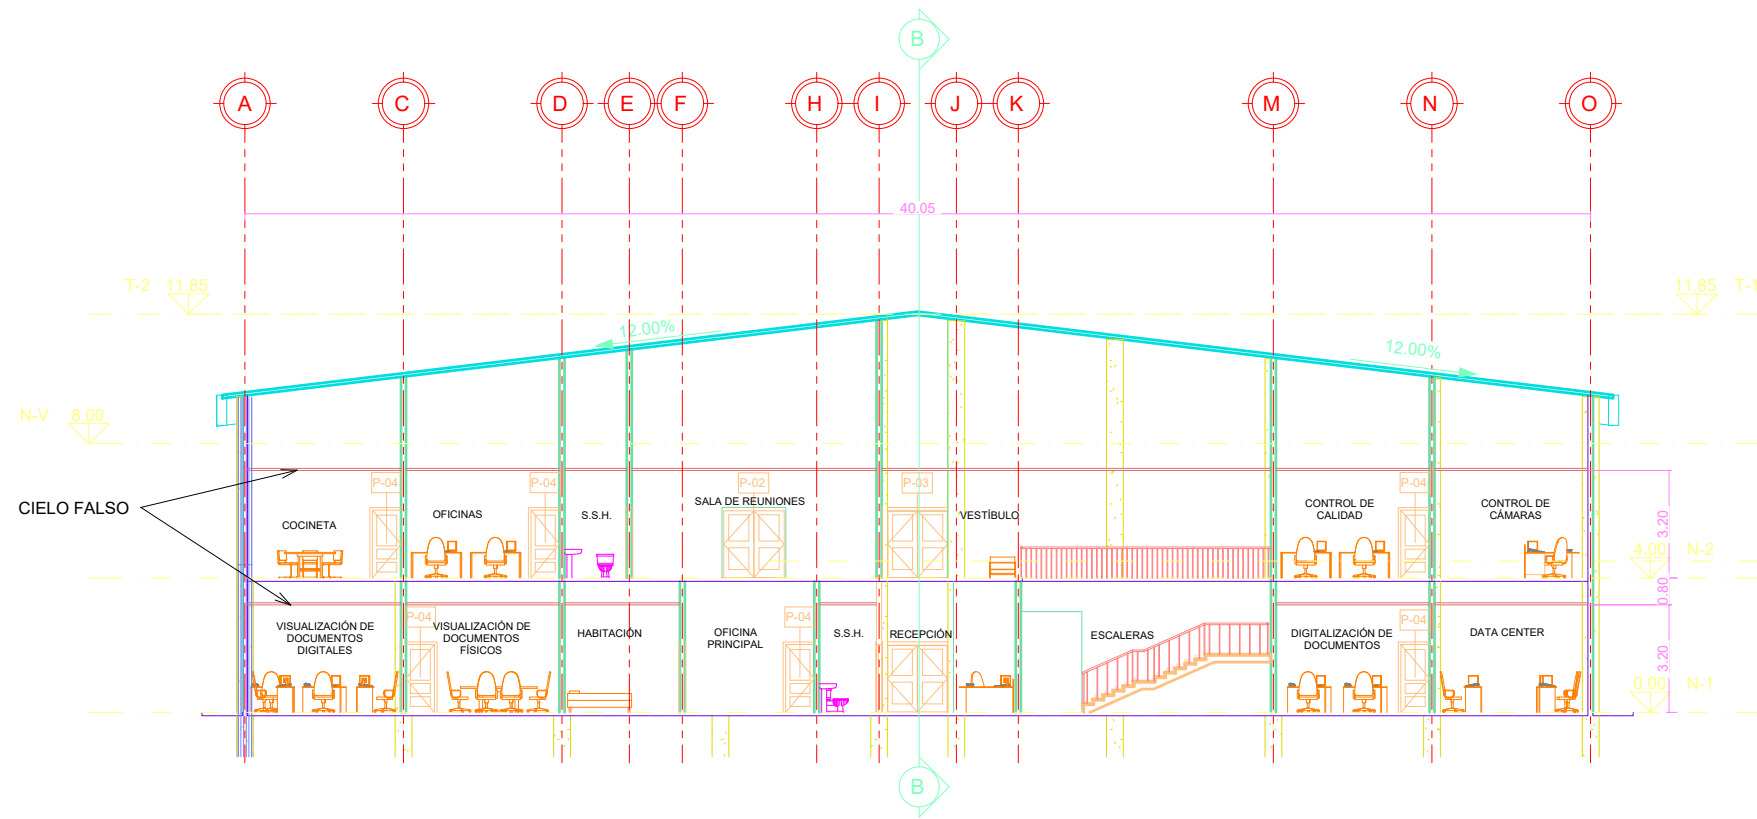 B
A C D E F H I J K M N O
40.05
T-2 11.85
11.85 T-1
12.00%
12.00%
N-V 8.00
CIELO FALSO
P-04
P-04
P-02
P-03
P-04
COCINETA
OFICINAS
S.S.H.
SALA DE REUNIONES
VESTÍBULO
CONTROL DE
CALIDAD
CONTROL DE
CÁMARAS
3.20
4.00 N-2
0.80
P-04
P-04
P-04
VISUALIZACIÓN DE
DOCUMENTOS
DIGITALES
VISUALIZACIÓN DE
DOCUMENTOS
FÍSICOS
HABITACIÓN
OFICINA
PRINCIPAL
S.S.H.
RECEPCIÓN
ESCALERAS
DIGITALIZACIÓN DE
DOCUMENTOS
DATA CENTER
3.20
0.00 N-1
B